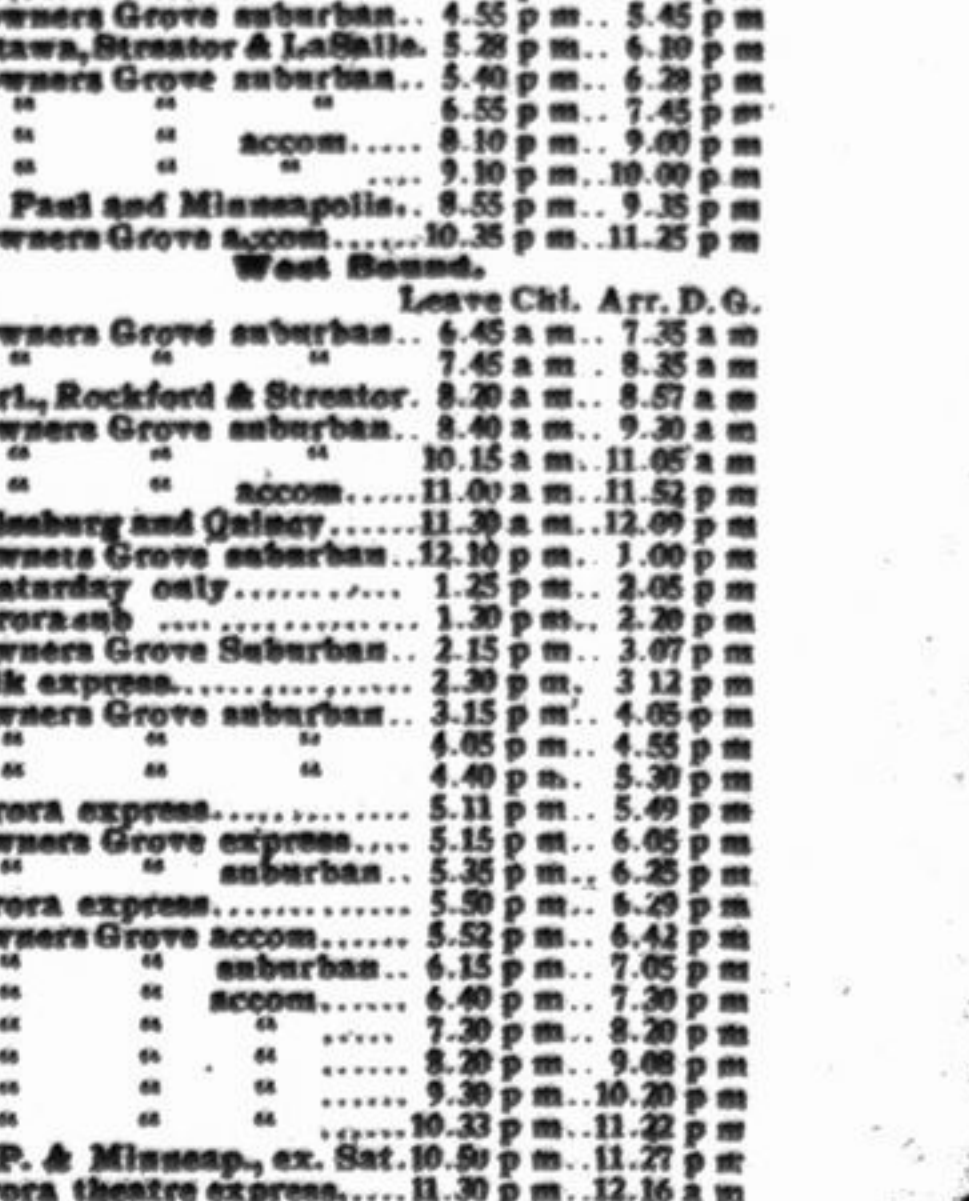 wners Grove suburban.. 4.55 p m.. 5.45 p m
tawa, Streator & LaSalle. 5.28 p m.. 6.10 p m
wners Grove suburban.. 5.40 p m.. 6.28 p m
“ “ “ 6.55 p m.. 7.45 p m
“ “ accom..... 8.10 p m.. 9.00 p m
“ “ “ .... 9.10 p m..10.00 p m
Paul and Minneapolis.. 8.55 p m.. 9.35 p m
wners Grove accom......10.35 p m..11.25 p m
West Bound.
Leave Chi. Arr. D. G.
wners Grove suburban.. 6.45 a m.. 7.35 a m
“ “ “ 7.45 a m . 8.35 a m
rl., Rockford & Streator. 8.20 a m.. 8.57 a m
wners Grove suburban.. 8.40 a m.. 9.30 a m
“ “ “ 10.15 a m..11.05 a m
“ “ accom.....11.00 a m..11.52 p m
lesburg and Quincy......11.30 a m..12.09 p m
wnets Grove suburban..12.10 p m. 1.00 p m
aturday only........... 1.25 p m.. 2.05 p m
rora sub ................ 1.30 p m.. 2.20 p m
wners Grove Suburban.. 2.15 p m.. 3.07 p m
lk express................ 2.30 p m. 3 12 p m
wners Grove suburban.. 3.15 p m.. 4.05 p m
“ “ “ 4.05 p m.. 4.55 p m
“ “ “ 4.40 p m. 5.30 p m
rora express............. 5.11 p m.. 5.49 p m
wners Grove express.... 5.15 p m.. 6.05 p m
“ “ suburban.. 5.35 p m.. 6.25 p m
rora express............. 5.50 p m.. 6.29 p m
wners Grove accom...... 5.52 p m.. 6.42 p m
“ “ suburban.. 6.15 p m.. 7.05 p m
“ “ accom...... 6.40 p m.. 7.30 p m
“ “ “ ..... 7.30 p m.. 8.20 p m
“ “ “ ...... 8.20 p m.. 9.08 p m
“ “ “ ...... 9.30 p m..10.20 p m
“ “ “ ......10.33 p m..11.22 p m
P. & Minneap., ex. Sat.10.50 p m..11.27 p m
ora theatre express.....11.30 p m..12.16 a m